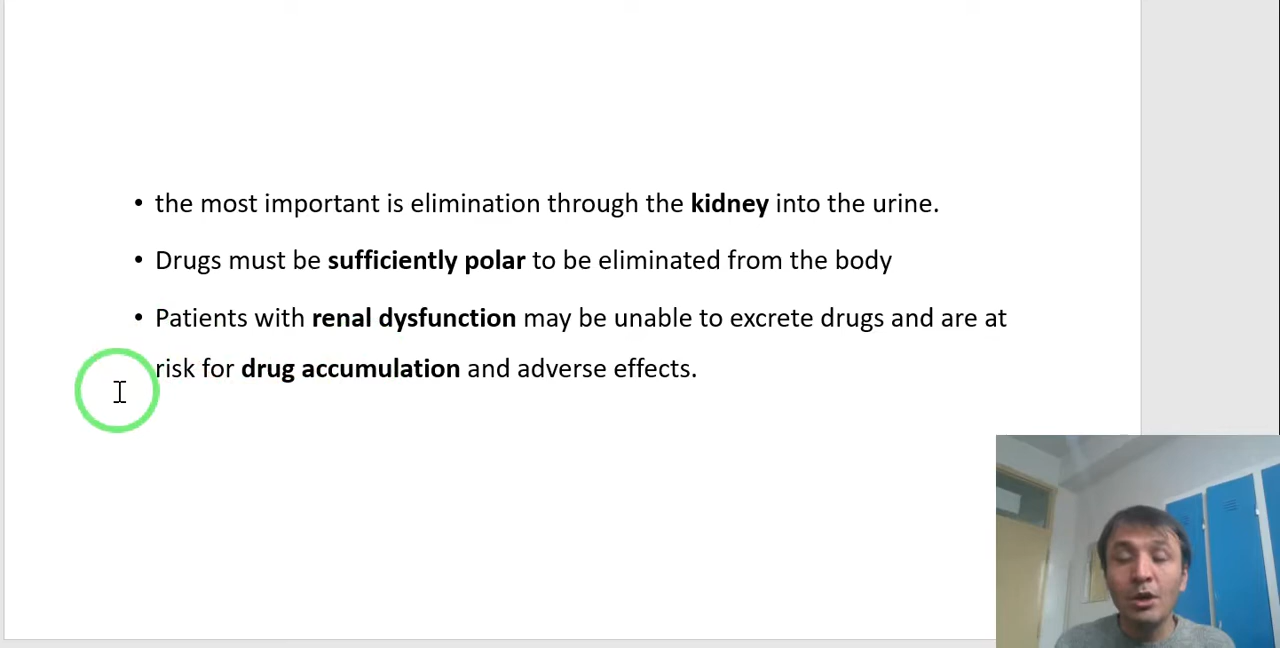 • the most important is elimination through the kidney into the urine.
• Drugs must be sufficiently polar to be eliminated from the body
• Patients with renal dysfunction may be unable to excrete drugs and are at
risk for drug accumulation and adverse effects.